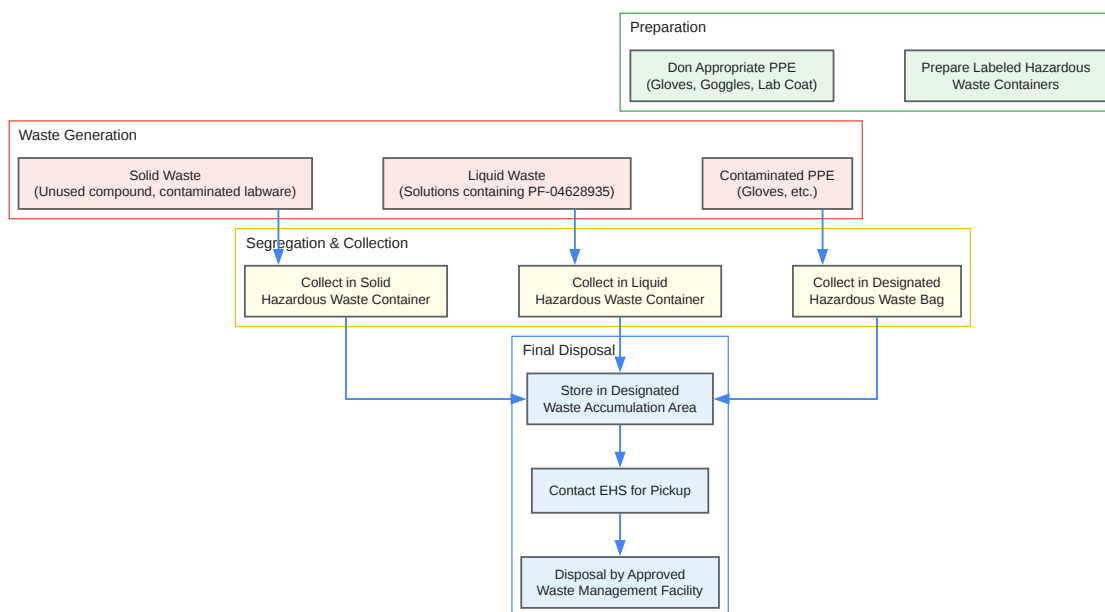 Preparation
Don Appropriate PPE
(Gloves, Goggles, Lab Coat)
Prepare Labeled Hazardous
Waste Containers
Waste Generation
Solid Waste
(Unused compound, contaminated labware)
Liquid Waste
(Solutions containing PF-04628935)
Contaminated PPE
(Gloves, etc.)
Segregation & Collection
Collect in Solid
Hazardous Waste Container
Collect in Liquid
Hazardous Waste Container
Collect in Designated
Hazardous Waste Bag
Final Disposal
Store in Designated
Waste Accumulation Area
Contact EHS for Pickup
Disposal by Approved
Waste Management Facility